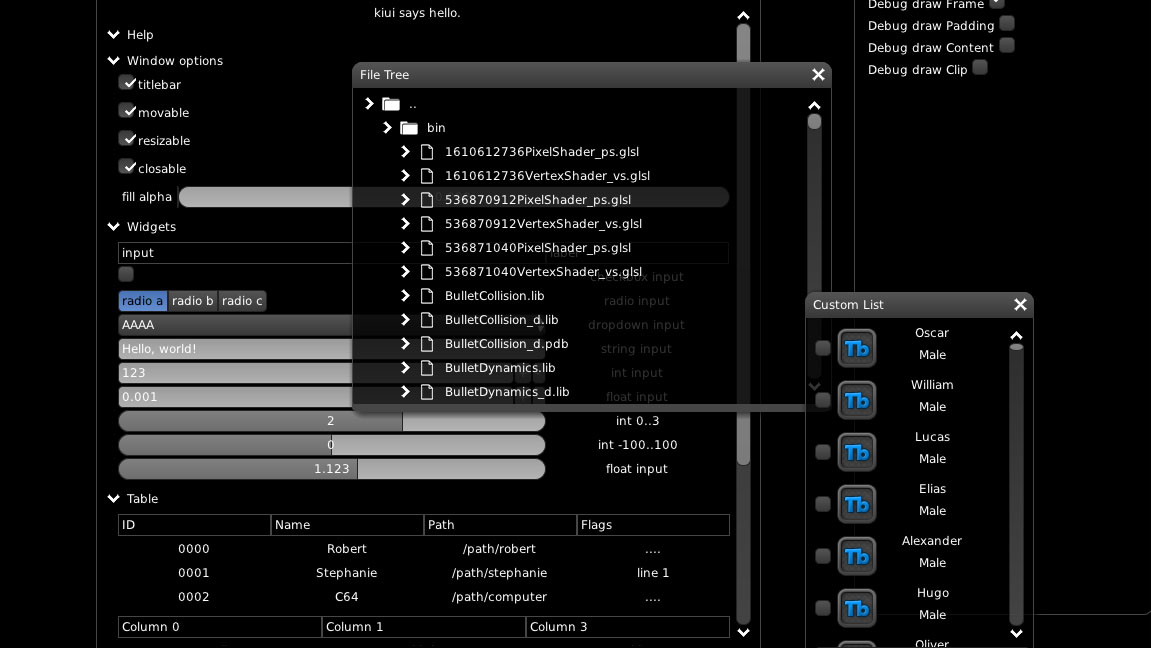 kiui says hello.
Help
Window options
titlebar
movable
resizable
closable
fill alpha
Widgets
input
label
checkbox input
radio a radio b radio c
radio input
AAAA
dropdown input
Hello, world!
string input
123
int input
0.001
float input
2
int 0..3
0
int -100..100
1.123
float input
Table
ID Name Path Flags
0000 Robert /path/robert ....
0001 Stephanie /path/stephanie line 1
0002 C64 /path/computer ....
Column 0 Column 1 Column 3
File Tree
..
bin
1610612736PixelShader_ps.glsl
1610612736VertexShader_vs.glsl
536870912PixelShader_ps.glsl
536870912VertexShader_vs.glsl
536871040PixelShader_ps.glsl
536871040VertexShader_vs.glsl
BulletCollision.lib
BulletCollision_d.lib
BulletCollision_d.pdb
BulletDynamics.lib
BulletDynamics_d.lib
Debug draw Frame
Debug draw Padding
Debug draw Content
Debug draw Clip
Custom List
Tb
Oscar
Male
Tb
William
Male
Tb
Lucas
Male
Tb
Elias
Male
Tb
Alexander
Male
Tb
Hugo
Male
Oliver